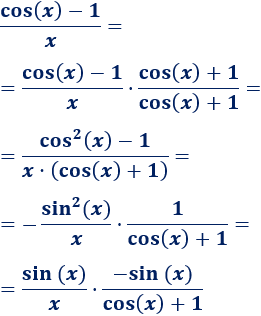 (cos(x) − 1)/x =
= (cos(x) − 1)/x · (cos(x) + 1)/(cos(x) + 1) =
= (cos²(x) − 1)/(x · (cos(x) + 1)) =
= − sin²(x)/x · 1/(cos(x) + 1) =
= sin (x)/x · −sin (x)/(cos(x) + 1)